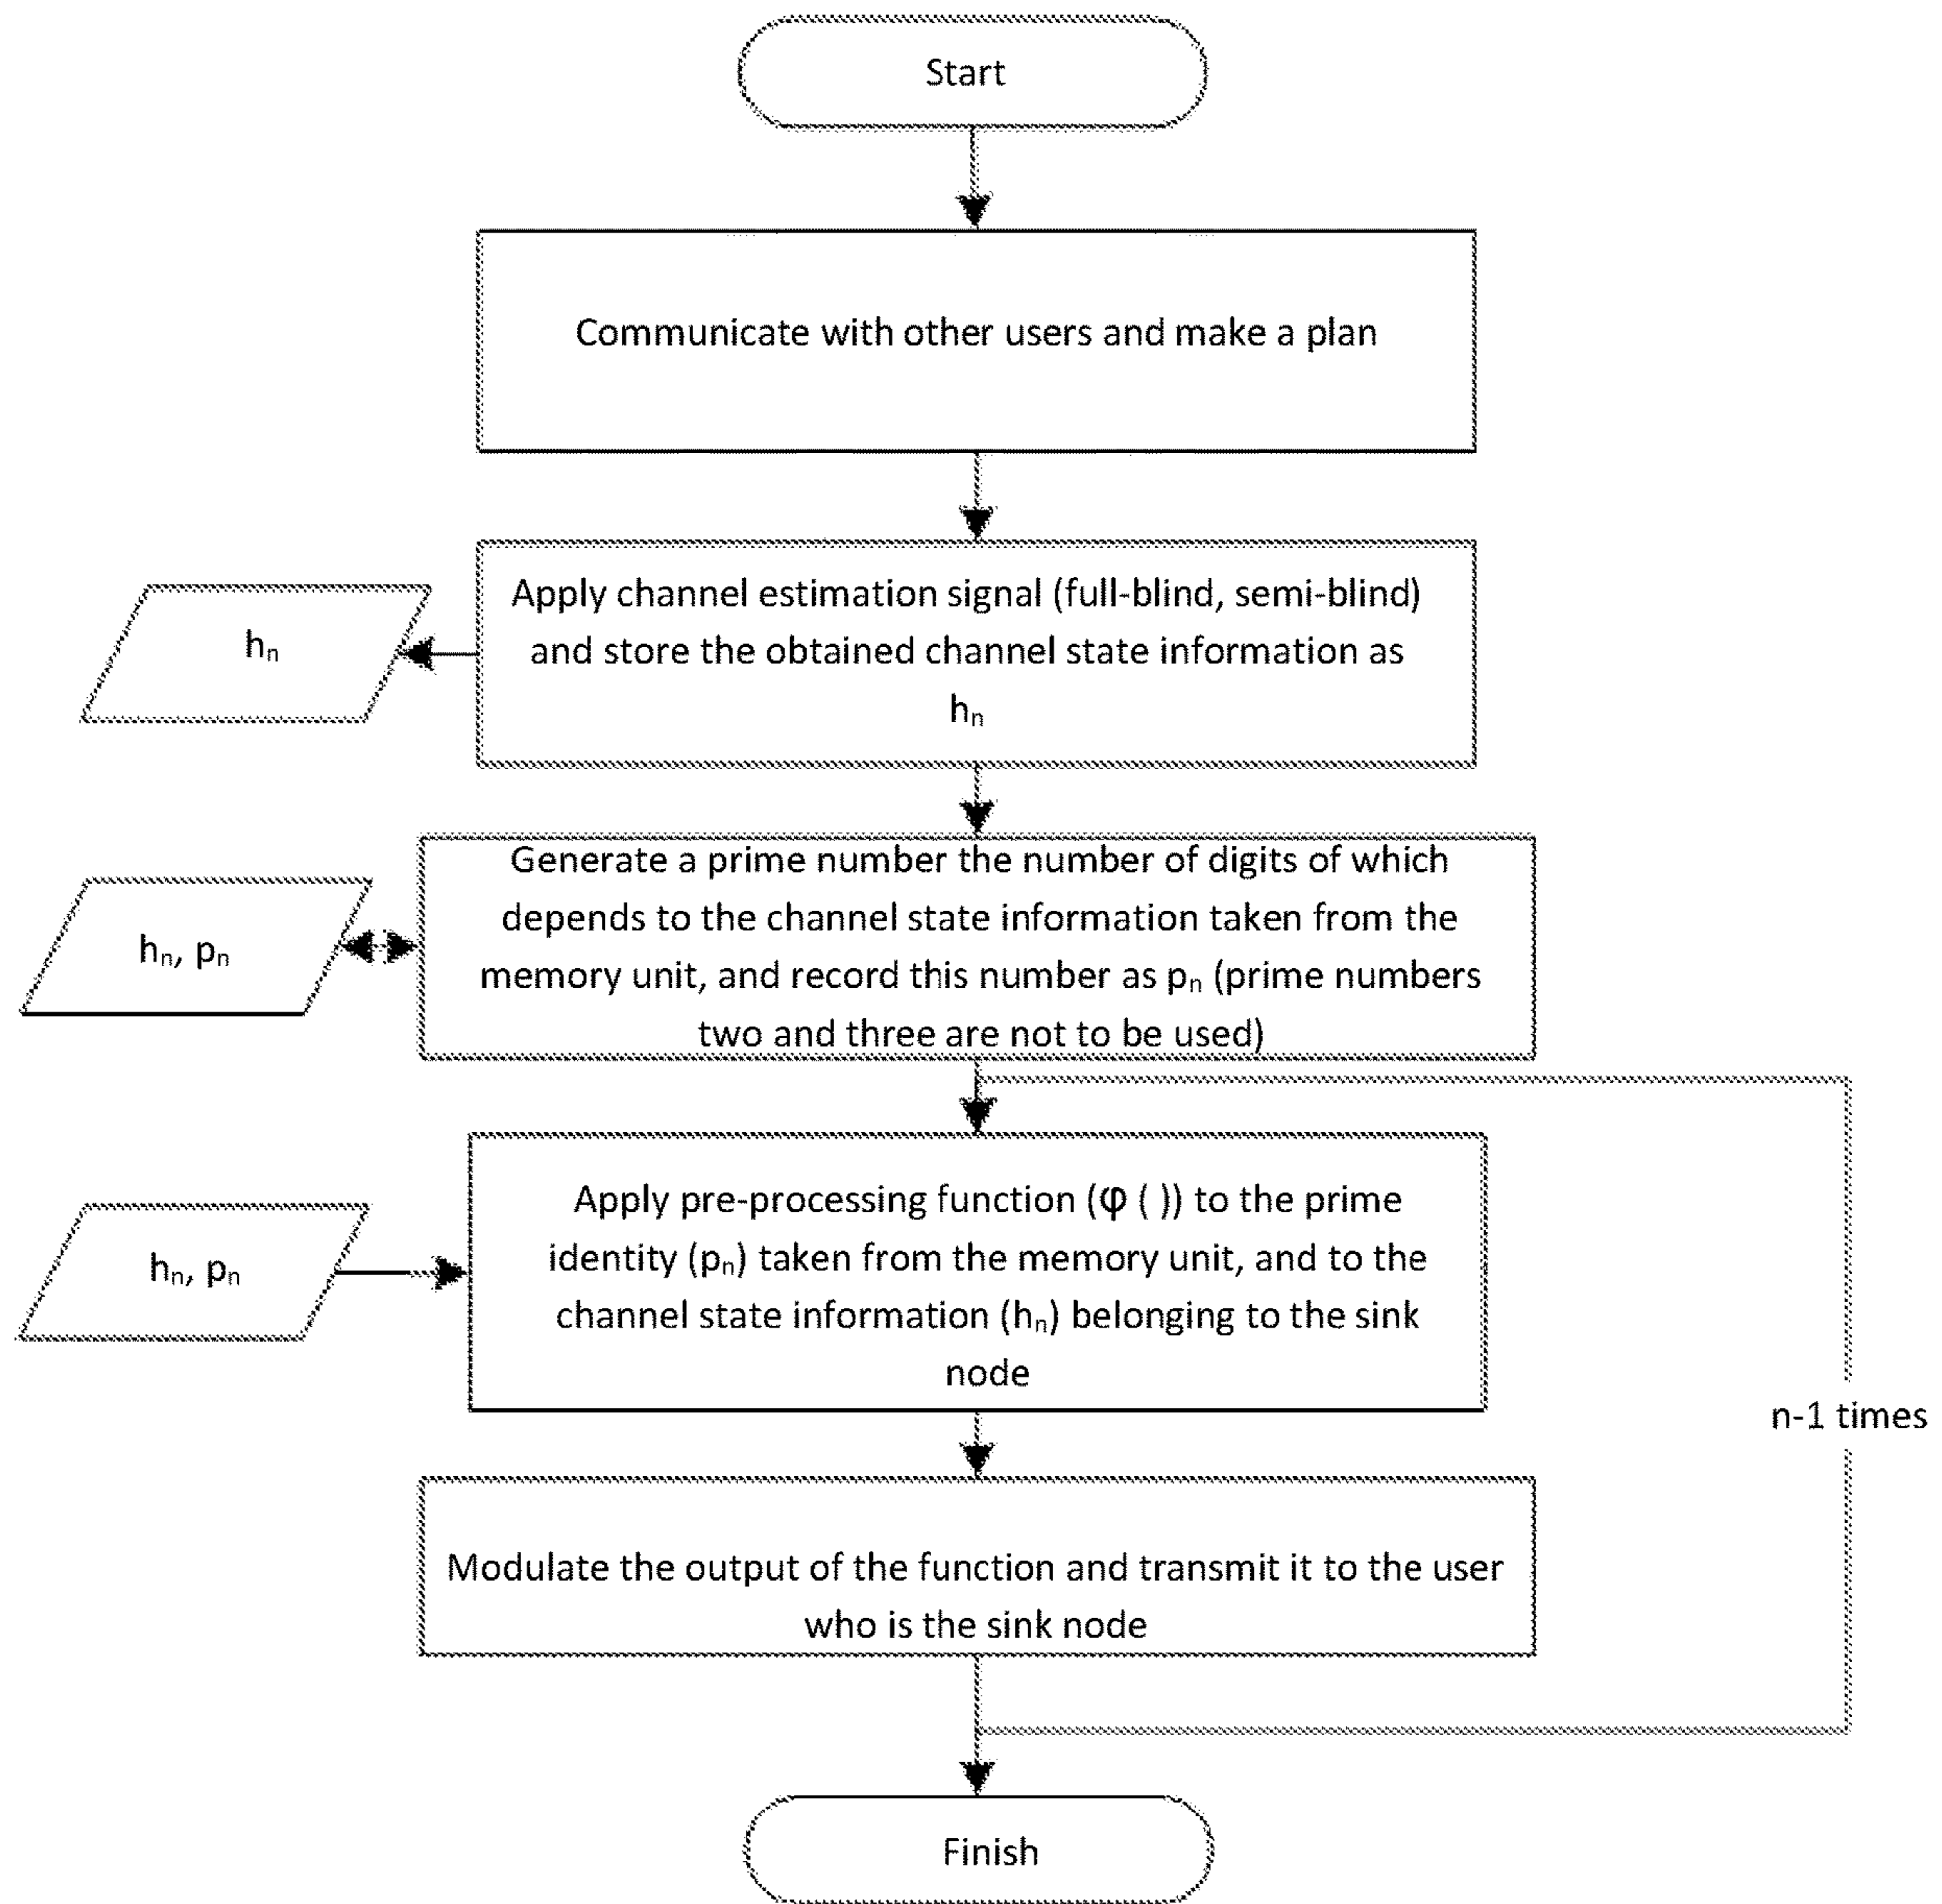 Start
Communicate with other users and make a plan
Apply channel estimation signal (full-blind, semi-blind)
and store the obtained channel state information as
hₙ
hₙ
Generate a prime number the number of digits of which
depends to the channel state information taken from the
memory unit, and record this number as pₙ (prime numbers
two and three are not to be used)
hₙ, pₙ
Apply pre-processing function (φ ( )) to the prime
identity (pₙ) taken from the memory unit, and to the
channel state information (hₙ) belonging to the sink
node
hₙ, pₙ
n-1 times
Modulate the output of the function and transmit it to the user
who is the sink node
Finish